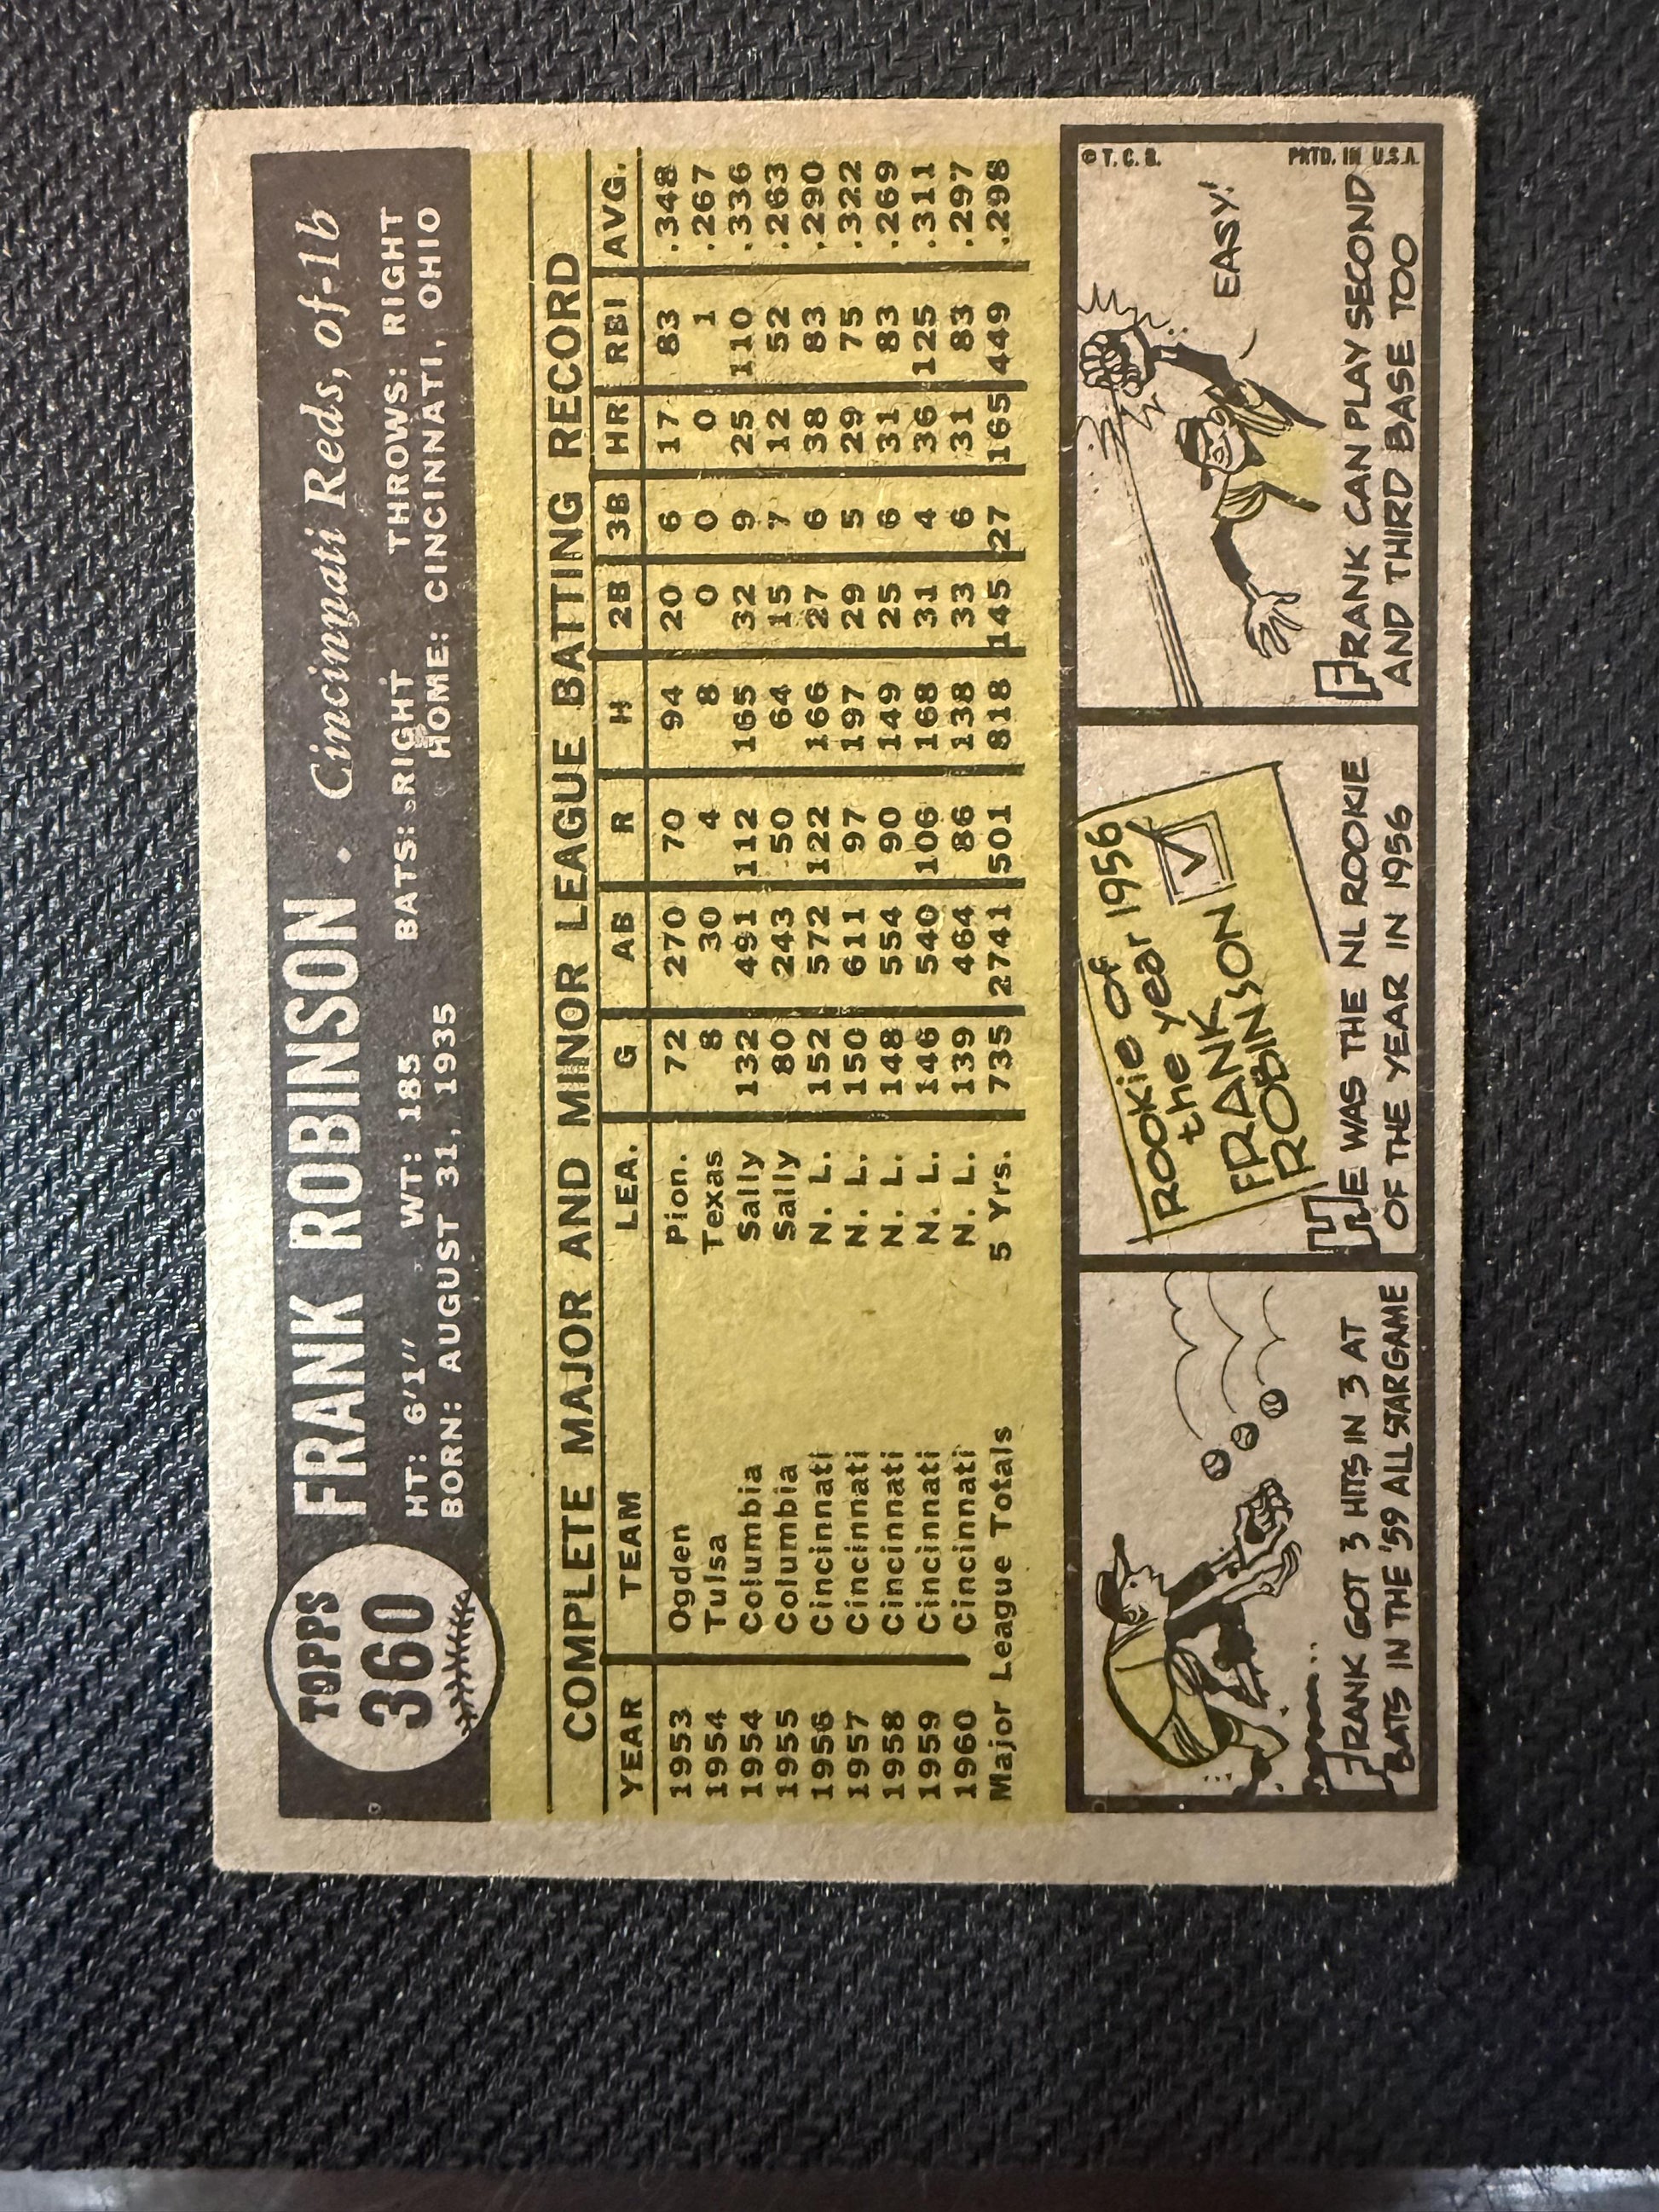 TOPPS
360
FRANK ROBINSON • Cincinnati Reds, of-1b
HT: 6'1" WT: 185 BATS: RIGHT THROWS: RIGHT
BORN: AUGUST 31, 1935 HOME: CINCINNATI, OHIO
COMPLETE MAJOR AND MINOR LEAGUE BATTING RECORD
YEAR TEAM LEA. G AB R H 2B 3B HR RBI AVG.
1953 Ogden Pion. 72 270 70 94 20 6 17 83 .348
1954 Tulsa Texas 8 30 4 8 0 0 0 1 .267
1954 Columbia Sally 132 491 112 165 32 9 25 110 .336
1955 Columbia Sally 80 243 50 64 15 7 12 52 .263
1956 Cincinnati N. L. 152 572 122 166 27 6 38 83 .290
1957 Cincinnati N. L. 150 611 97 197 29 5 29 75 .322
1958 Cincinnati N. L. 148 554 90 149 25 6 31 83 .269
1959 Cincinnati N. L. 146 540 106 168 31 4 36 125 .311
1960 Cincinnati N. L. 139 464 86 138 33 6 31 83 .297
Major League Totals 5 Yrs. 735 2741 501 818 145 27 165 449 .298
FRANK GOT 3 HITS IN 3 AT
BATS IN THE '59 ALL STAR GAME
ROOKIE OF
the year 1956
FRANK
ROBINSON
HE WAS THE NL ROOKIE
OF THE YEAR IN 1956
© T. C. G.
PRTD. IN U.S.A.
EASY!
FRANK CAN PLAY SECOND
AND THIRD BASE TOO